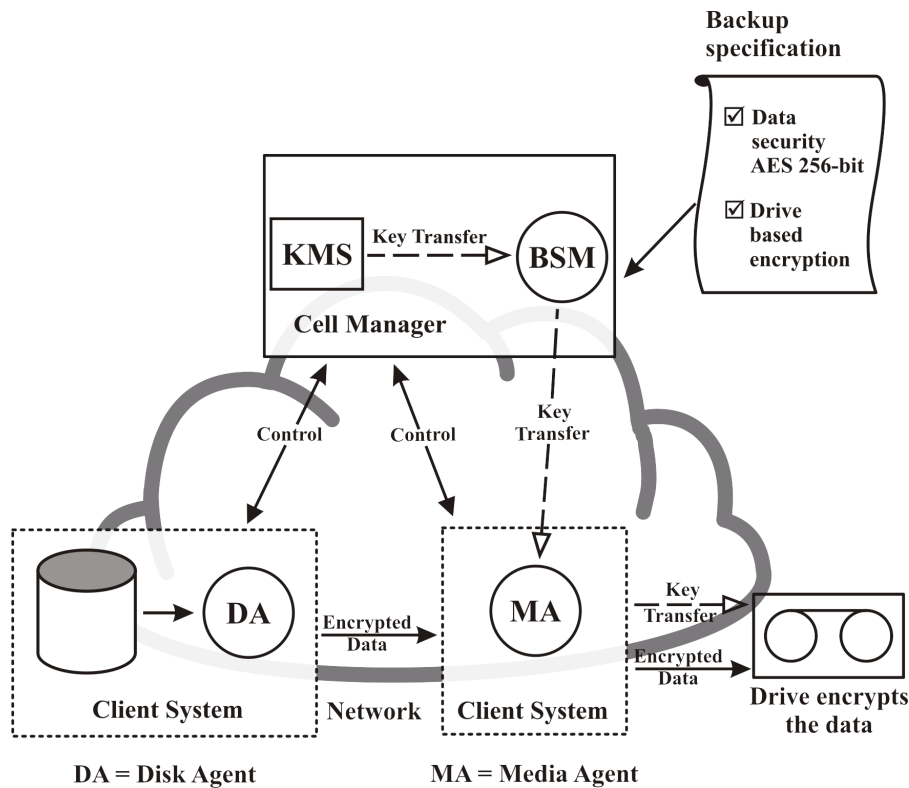 Backup
specification
Data
security
AES 256-bit
Drive
based
encryption
KMS
Key Transfer
BSM
Cell Manager
Control
Control
Key
Transfer
DA
Encrypted
Data
MA
Key
Transfer
Encrypted
Data
Client System
Network
Client System
Drive encrypts
the data
DA = Disk Agent
MA = Media Agent